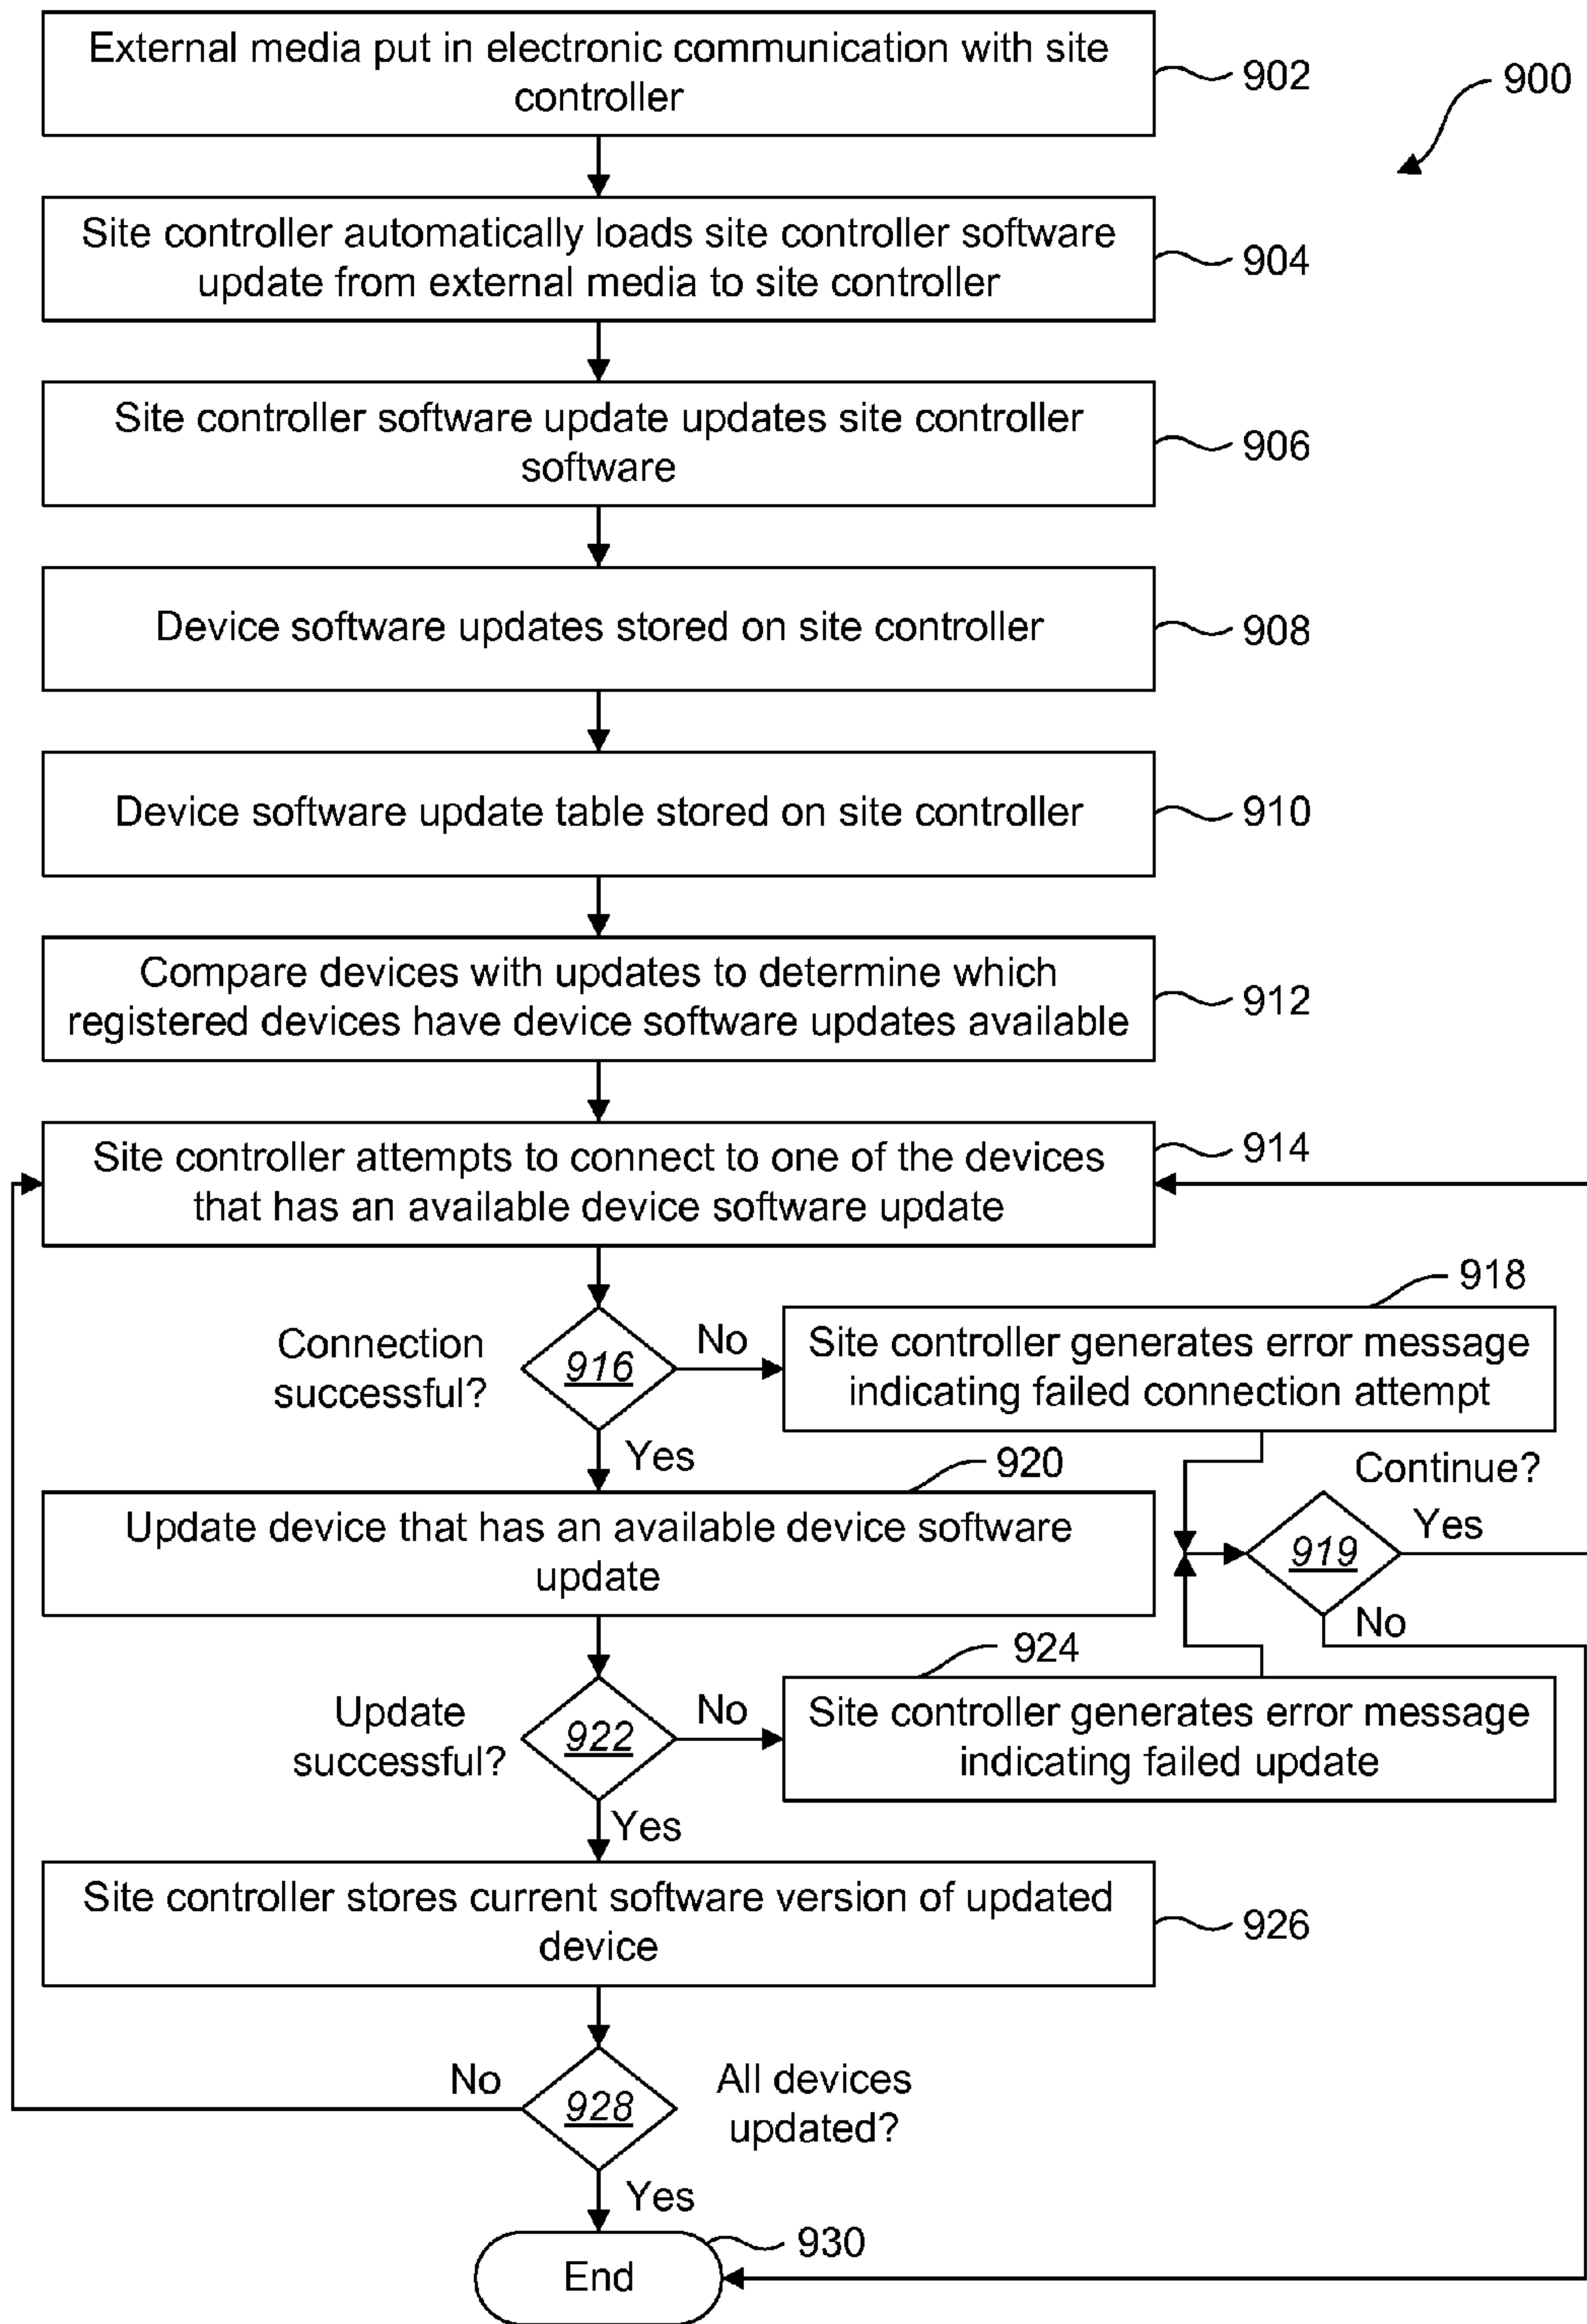 External media put in electronic communication with site
controller
902
900
Site controller automatically loads site controller software
update from external media to site controller
904
Site controller software update updates site controller
software
906
Device software updates stored on site controller
908
Device software update table stored on site controller
910
Compare devices with updates to determine which
registered devices have device software updates available
912
Site controller attempts to connect to one of the devices
that has an available device software update
914
Connection
successful?
916
No
918
Site controller generates error message
indicating failed connection attempt
Yes
920
Continue?
Update device that has an available device software
update
919
Yes
No
924
Update
successful?
922
No
Site controller generates error message
indicating failed update
Yes
Site controller stores current software version of updated
device
926
No
928
All devices
updated?
Yes
930
End